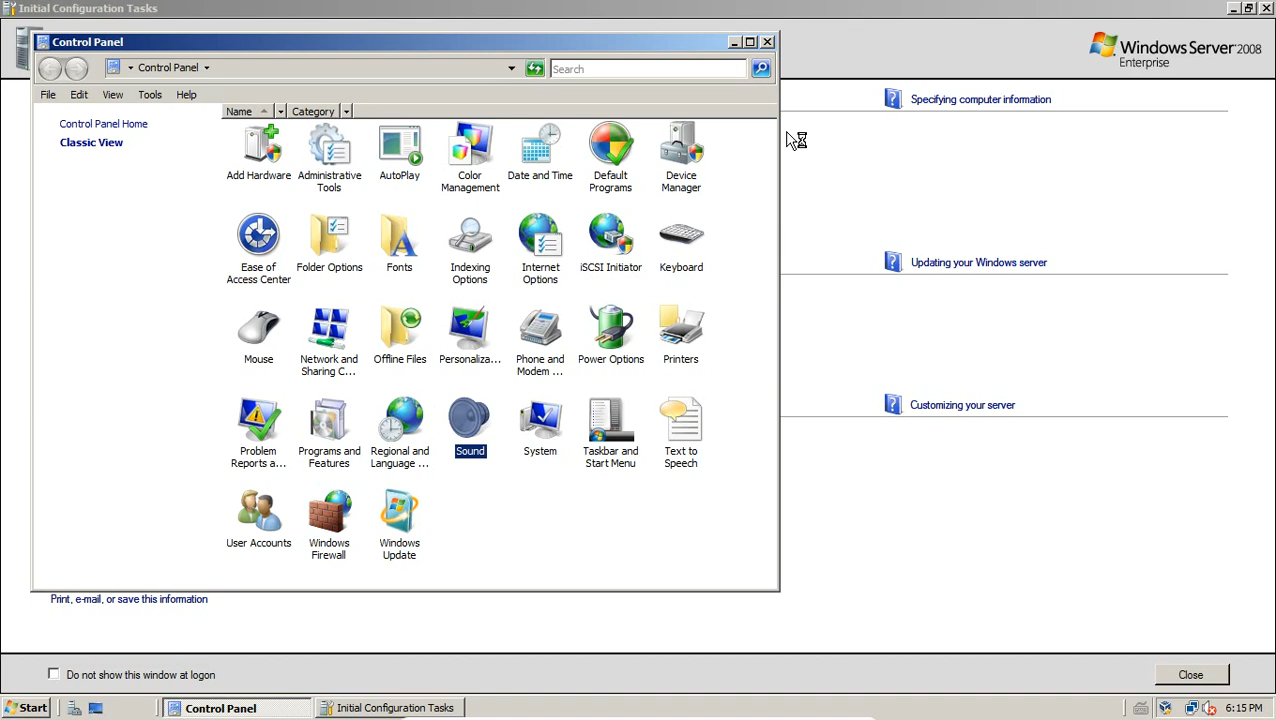 Initial Configuration Tasks
Windows Server 2008
Enterprise
Control Panel
Control Panel
Search
File Edit View Tools Help
Control Panel Home
Classic View
Name Category
Add Hardware
Administrative
Tools
AutoPlay
Color
Management
Date and Time
Default
Programs
Device
Manager
Ease of
Access Center
Folder Options
Fonts
Indexing
Options
Internet
Options
iSCSI Initiator
Keyboard
Mouse
Network and
Sharing C...
Offline Files
Personaliza...
Phone and
Modem ...
Power Options
Printers
Problem
Reports a...
Programs and
Features
Regional and
Language ...
Sound
System
Taskbar and
Start Menu
Text to
Speech
User Accounts
Windows
Firewall
Windows
Update
Specifying computer information
Updating your Windows server
Customizing your server
Print, e-mail, or save this information
Do not show this window at logon
Close
Start
Control Panel
Initial Configuration Tasks
6:15 PM